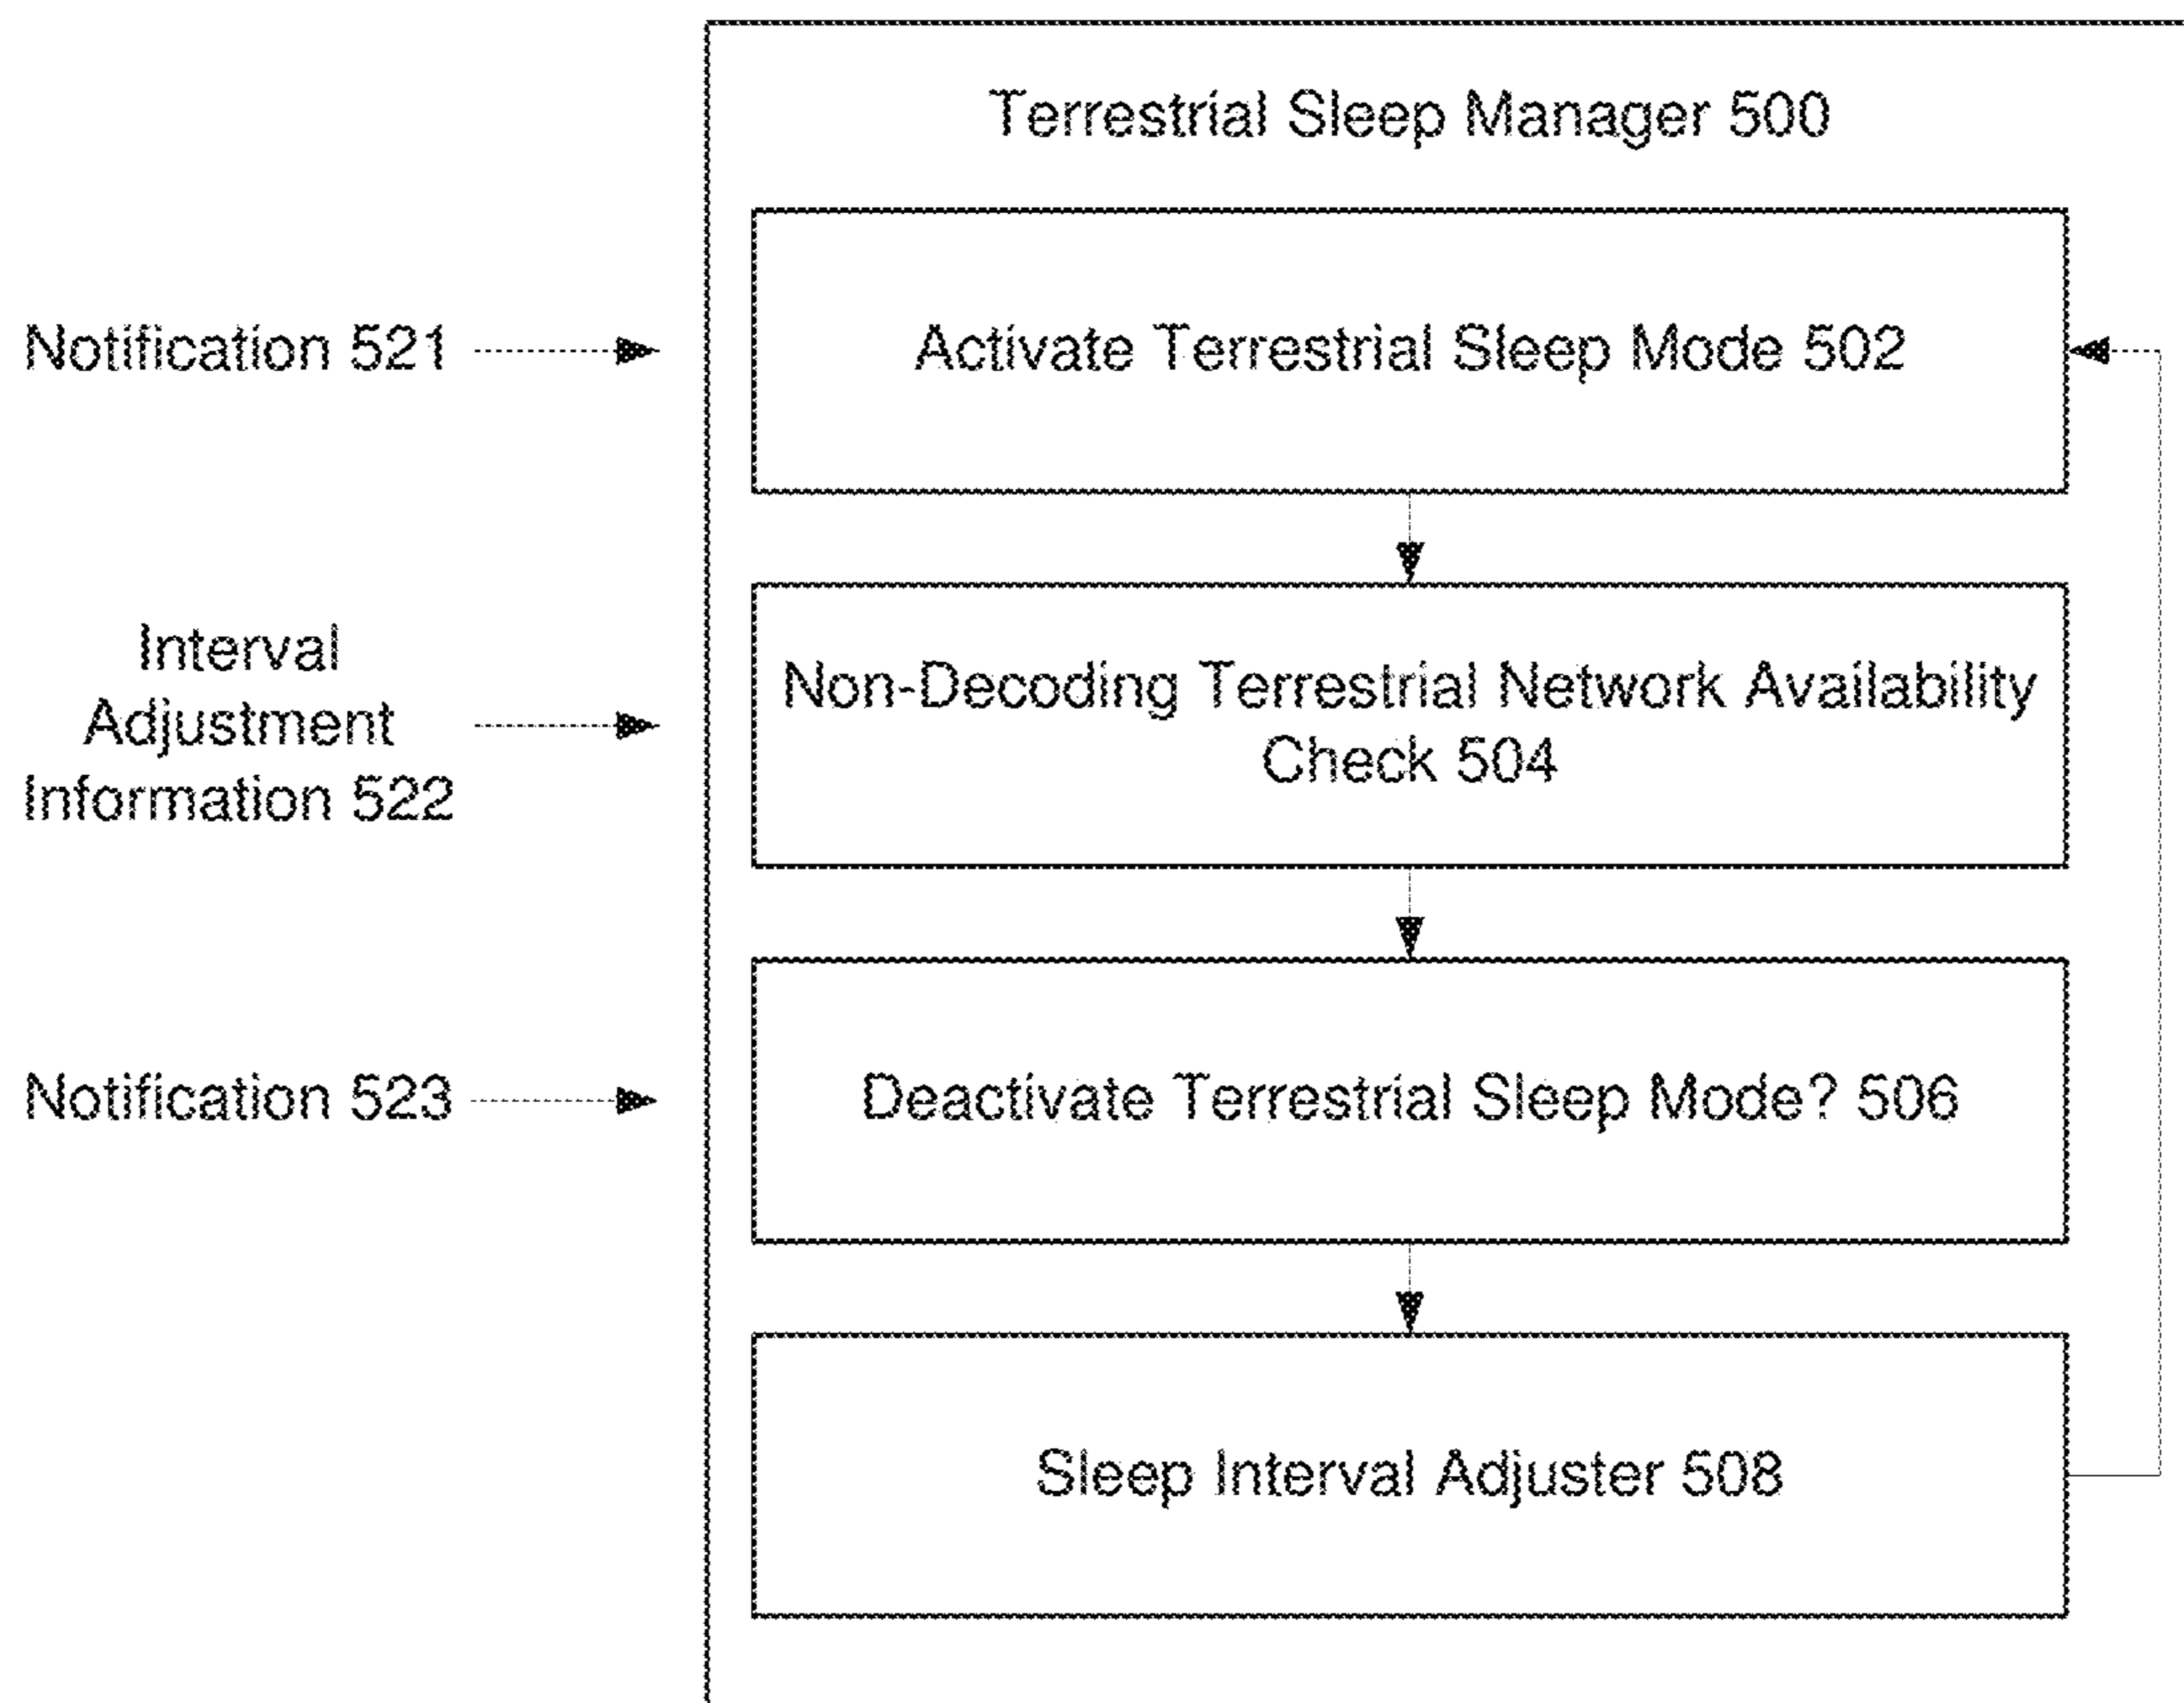 Terrestrial Sleep Manager 500
Notification 521
Activate Terrestrial Sleep Mode 502
Interval
Adjustment
Information 522
Non-Decoding Terrestrial Network Availability
Check 504
Notification 523
Deactivate Terrestrial Sleep Mode? 506
Sleep Interval Adjuster 508